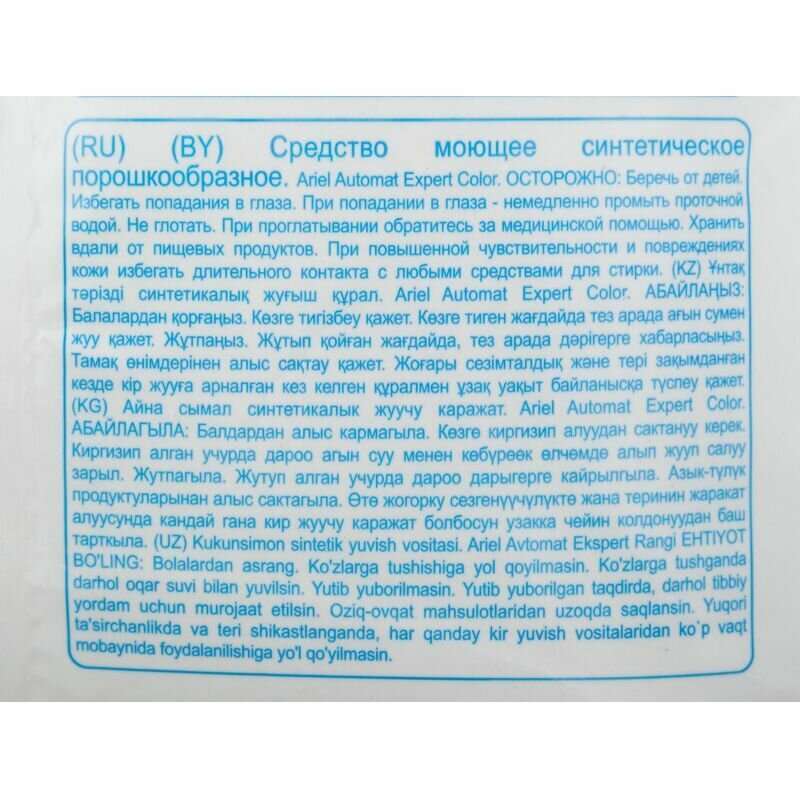 (RU) (BY) Средство моющее синтетическое
порошкообразное. Ariel Automat Expert Color. ОСТОРОЖНО: Беречь от детей.
Избегать попадания в глаза. При попадании в глаза - немедленно промыть проточной
водой. Не глотать. При проглатывании обратитесь за медицинской помощью. Хранить
вдали от пищевых продуктов. При повышенной чувствительности и повреждениях
кожи избегать длительного контакта с любыми средствами для стирки. (KZ) Ұнтақ
тәрізді синтетикалық жуғыш құрал. Ariel Automat Expert Color. АБАЙЛАҢЫЗ:
Балалардан қорғаңыз. Көзге тигізбеу қажет. Көзге тиген жағдайда тез арада ағын сумен
жуу қажет. Жұтпаңыз. Жұтып қойған жағдайда, тез арада дәрігерге хабарласыңыз.
Тамақ өнімдерінен алыс сақтау қажет. Жоғары сезімталдық және тері зақымданған
кезде кір жууға арналған кез келген құралмен ұзақ уақыт байланысқа түспеу қажет.
(KG) Айна сымал синтетикалык жуучу каражат. Ariel Automat Expert Color.
АБАЙЛАГЫЛА: Балдардан алыс кармагыла. Көзгө киргизип алуудан сактануу керек.
Киргизип алган учурда дароо агын суу менен көбүрөөк өлчөмдө алып жууп салуу
зарыл. Жутпагыла. Жутуп алган учурда дароо дарыгерге кайрылгыла. Азык-түлүк
продуктуларынан алыс сактагыла. Өтө жогорку сезгенүүчүлүктө жана теринин жаракат
алуусунда кандай гана кир жуучу каражат болбосун узакка чейин колдонуудан баш
тарткыла. (UZ) Kukunsimon sintetik yuvish vositasi. Ariel Avtomat Ekspert Rangi EHTIYOT
BO'LING: Bolalardan asrang. Ko'zlarga tushishiga yol qoyilmasin. Ko'zlarga tushganda
darhol oqar suvi bilan yuvilsin. Yutib yuborilmasin. Yutib yuborilgan taqdirda, darhol tibbiy
yordam uchun murojaat etilsin. Oziq-ovqat mahsulotlaridan uzoqda saqlansin. Yuqori
ta'sirchanlikda va teri shikastlanganda, har qanday kir yuvish vositalaridan ko`p vaqt
mobaynida foydalanilishiga yo'l qo'yilmasin.